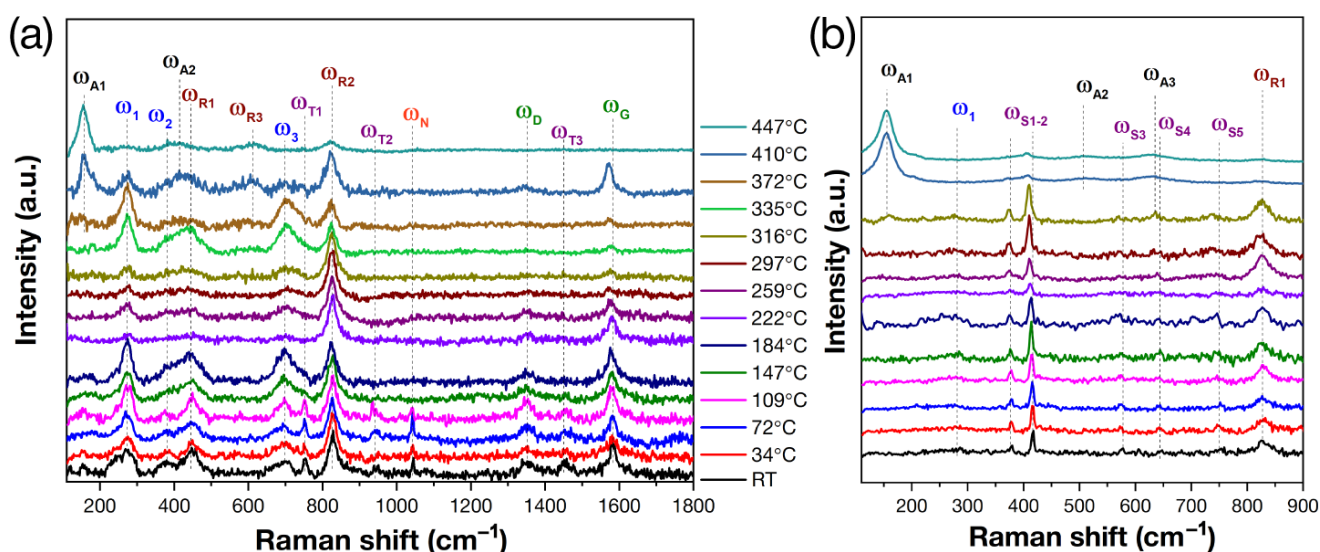 (a)
ωA1
ω1
ω2
ωA2
ωR1
ωR3
ω3
ωT1
ωR2
ωT2
ωN
ωD
ωT3
ωG
Intensity (a.u.)
200 400 600 800 1000 1200 1400 1600 1800
Raman shift (cm⁻¹)
447°C
410°C
372°C
335°C
316°C
297°C
259°C
222°C
184°C
147°C
109°C
72°C
34°C
RT
(b)
ωA1
ω1
ωS1-2
ωA2
ωS3
ωA3
ωS4
ωS5
ωR1
Intensity (a.u)
200 300 400 500 600 700 800 900
Raman shift (cm⁻¹)